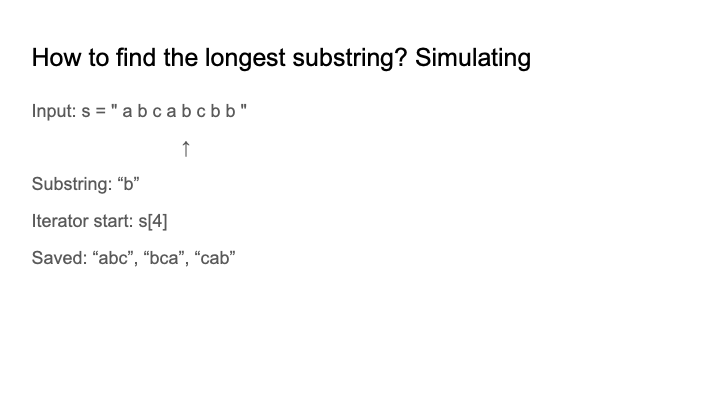 How to find the longest substring? Simulating
Input: s = " a b c a b c b b "
↑
Substring: “b”
Iterator start: s[4]
Saved: “abc”, “bca”, “cab”